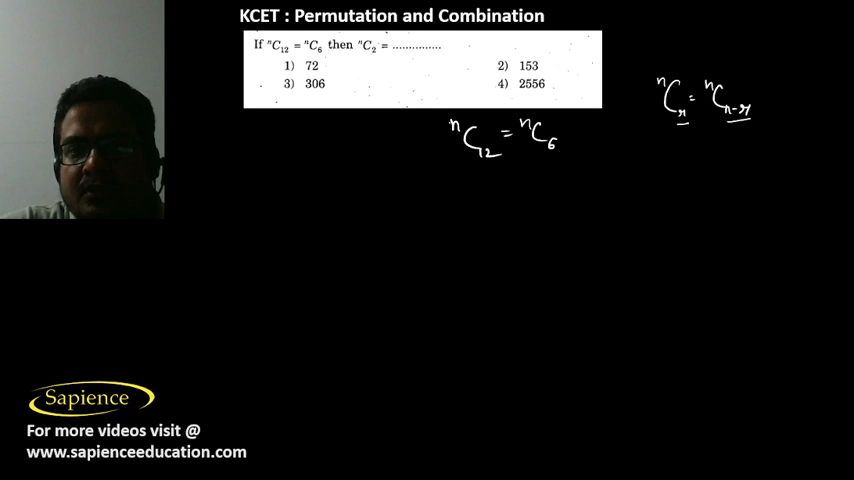 KCET : Permutation and Combination
If ⁿC₁₂ = ⁿC₆ then ⁿC₂ = ...............
1) 72 2) 153
3) 306 4) 2556
ⁿCᵣ = ⁿCₙ₋ᵣ
ⁿC₁₂ = ⁿC₆
Sapience
For more videos visit @
www.sapienceeducation.com